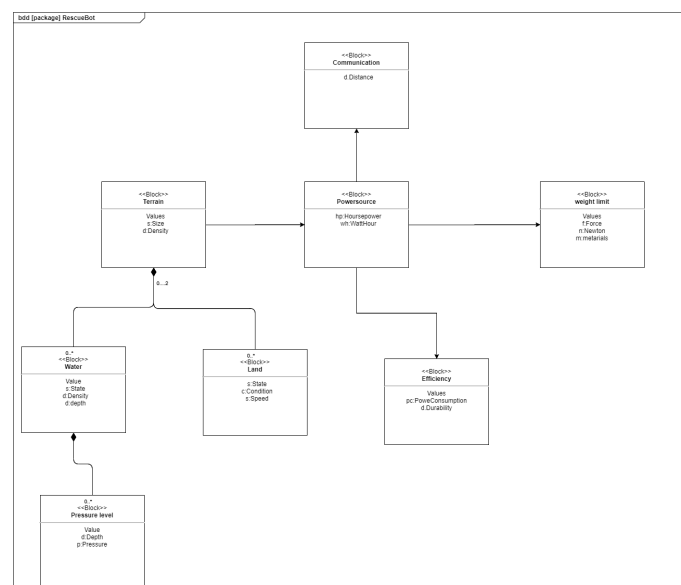 bdd [package] RescueBot
<<Block>>
Communication
d.Distance
<<Block>>
Terrain
Values
s:Size
d:Density
<<Block>>
Powersource
hp:Hoursepower
wh:WattHour
<<Block>>
weight limit
Values
f:Force
n:Newton
m:metarials
0...2
0..*
<<Block>>
Water
Value
s:State
d.Density
d:depth
0..*
<<Block>>
Land
s:State
c:Condition
s:Speed
<<Block>>
Efficiency
Values
pc:PoweConsumption
d.Durability
0..*
<<Block>>
Pressure level
Value
d:Depth
p:Pressure